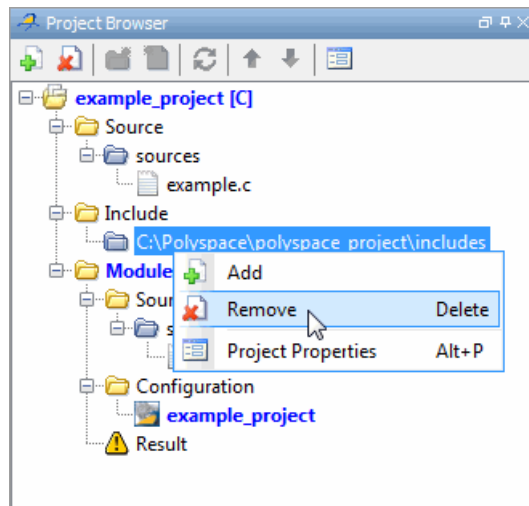 Project Browser
example_project [C]
Source
sources
example.c
Include
C:\Polyspace\polyspace_project\includes
Module
Add
Sour
Remove Delete
s
Project Properties Alt+P
Configuration
example_project
Result